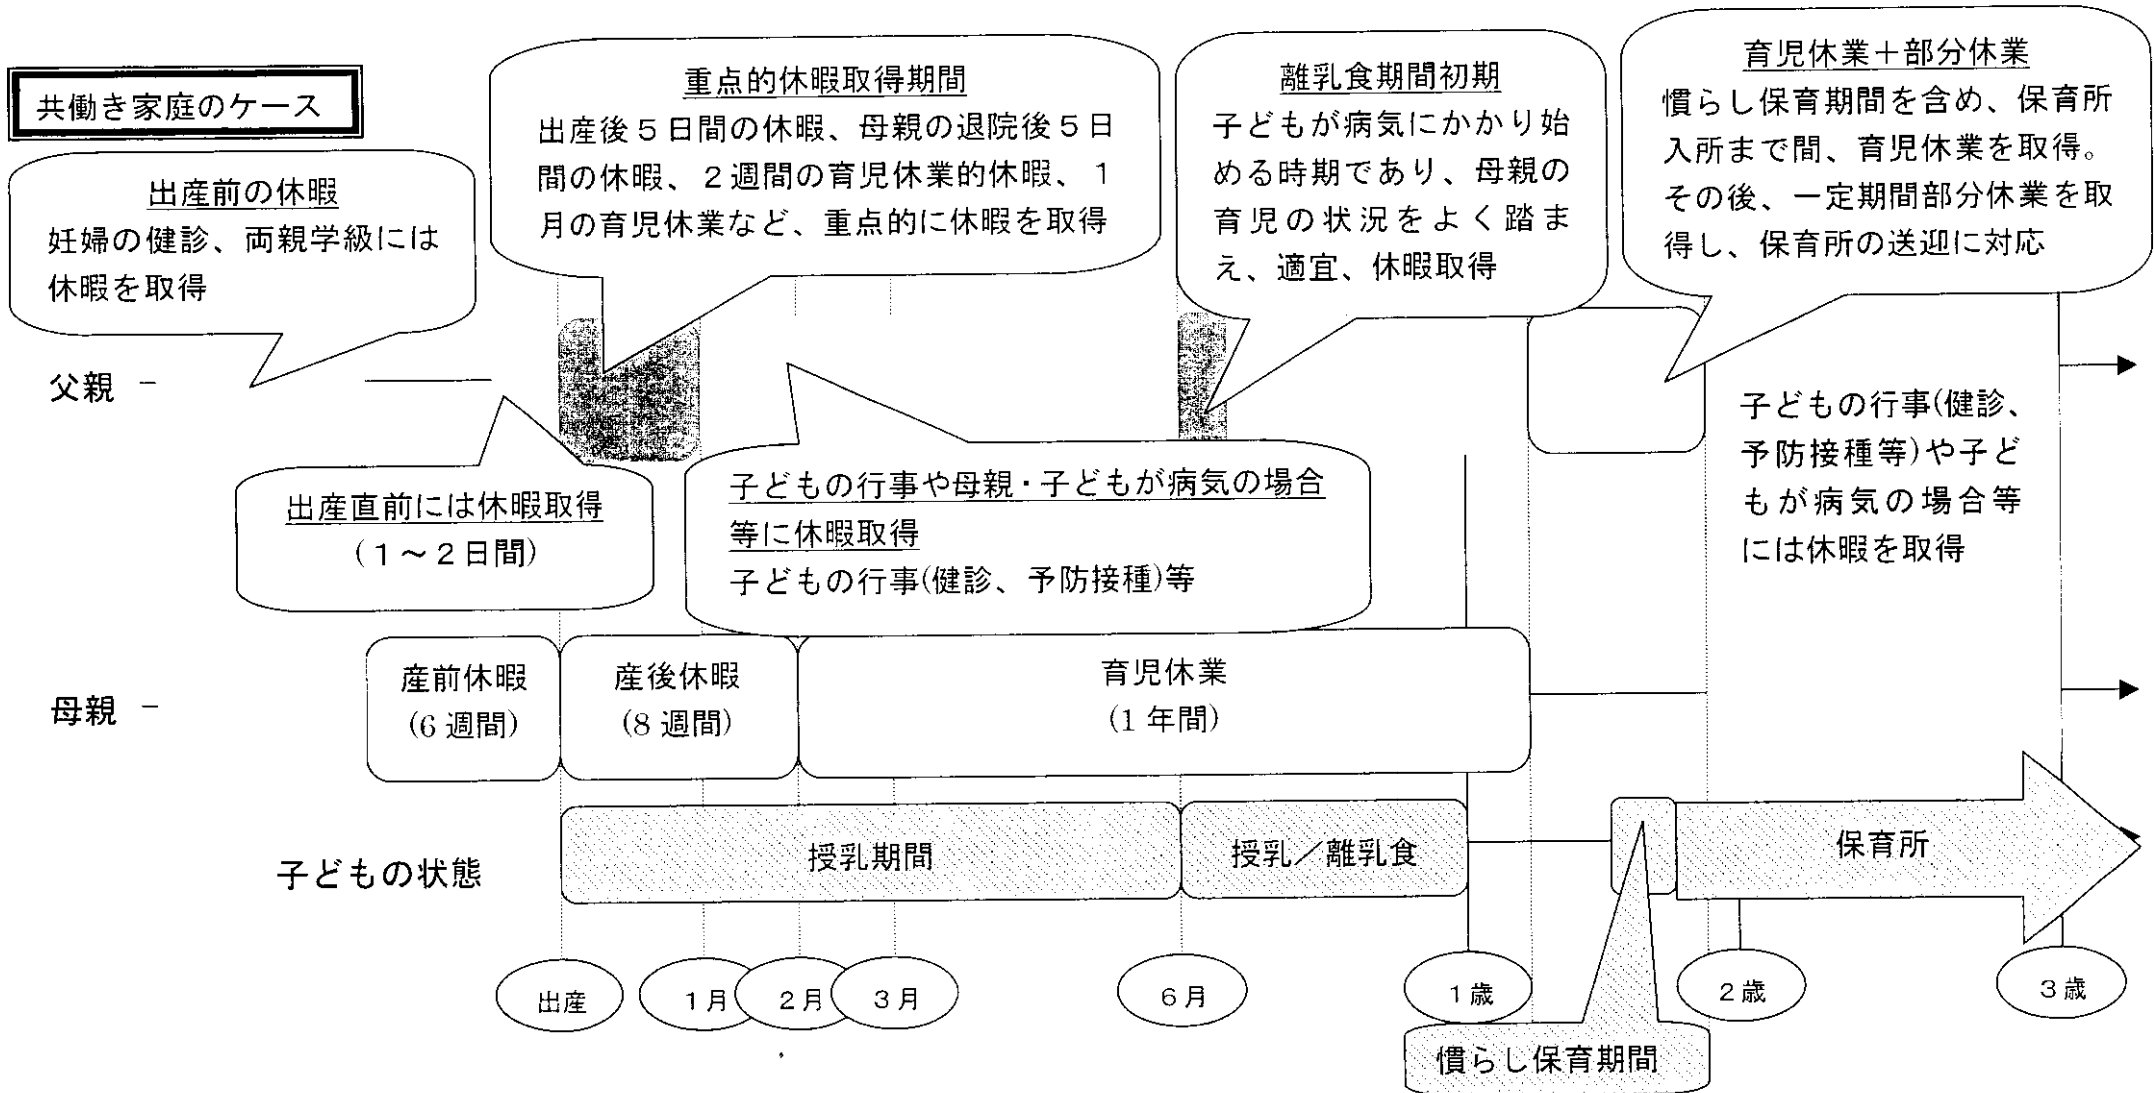 共働き家庭のケース
出産前の休暇
妊婦の健診、両親学級には
休暇を取得
重点的休暇取得期間
出産後５日間の休暇、母親の退院後５日
間の休暇、２週間の育児休業的休暇、１
月の育児休業など、重点的に休暇を取得
離乳食期間初期
子どもが病気にかかり始
める時期であり、母親の
育児の状況をよく踏ま
え、適宜、休暇取得
育児休業＋部分休業
慣らし保育期間を含め、保育所
入所まで間、育児休業を取得。
その後、一定期間部分休業を取
得し、保育所の送迎に対応
父親
出産直前には休暇取得
(１～２日間)
子どもの行事や母親・子どもが病気の場合
等に休暇取得
子どもの行事(健診、予防接種)等
子どもの行事(健診、
予防接種等)や子ど
もが病気の場合等
には休暇を取得
母親
産前休暇
(6 週間)
産後休暇
(8 週間)
育児休業
(1 年間)
子どもの状態
授乳期間
授乳／離乳食
保育所
出産
１月
２月
３月
６月
１歳
２歳
３歳
慣らし保育期間